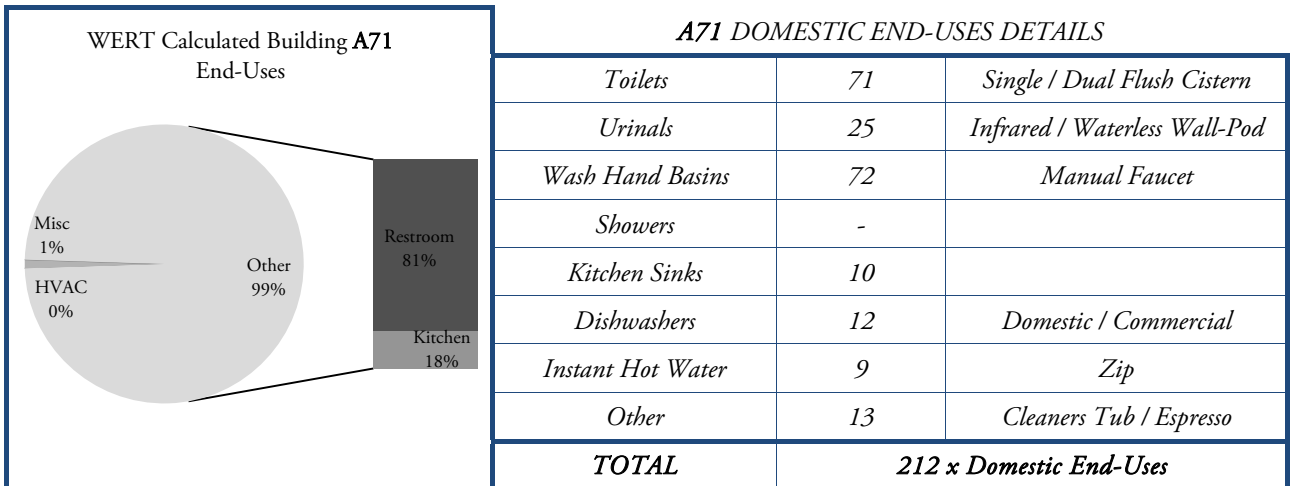 WERT Calculated Building A71
End-Uses
Misc
1%
HVAC
0%
Other
99%
Restroom
81%
Kitchen
18%
A71 DOMESTIC END-USES DETAILS
Toilets 71 Single / Dual Flush Cistern
Urinals 25 Infrared / Waterless Wall-Pod
Wash Hand Basins 72 Manual Faucet
Showers -
Kitchen Sinks 10
Dishwashers 12 Domestic / Commercial
Instant Hot Water 9 Zip
Other 13 Cleaners Tub / Espresso
TOTAL 212 x Domestic End-Uses